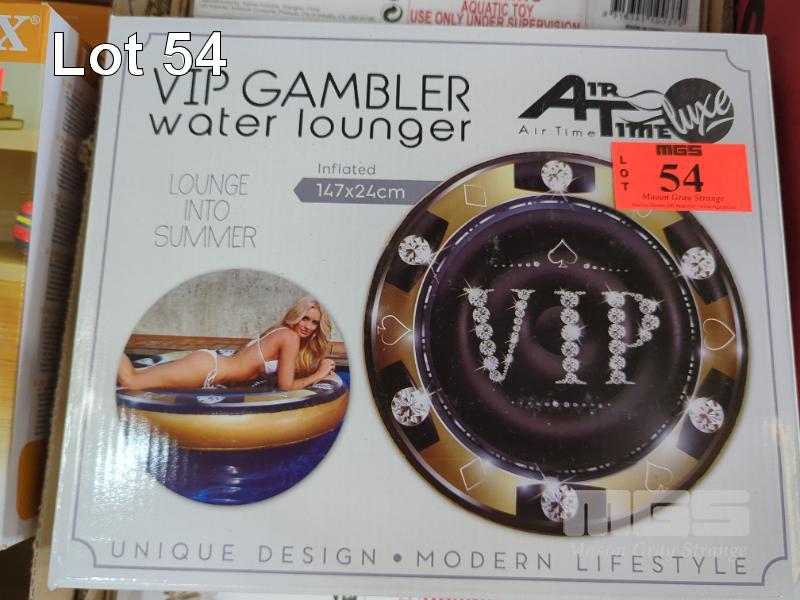 AQUATIC TOY
USE ONLY UNDER SUPERVISION
X
Lot 54
VIP GAMBLER
water lounger
AIR TIME luxe
Air Time
MGS
LOT
54
Mason Gray Strange
Inflated
147x24cm
LOUNGE
INTO
SUMMER
VIP
MGS
Mason Gray Strange
UNIQUE DESIGN • MODERN LIFESTYLE